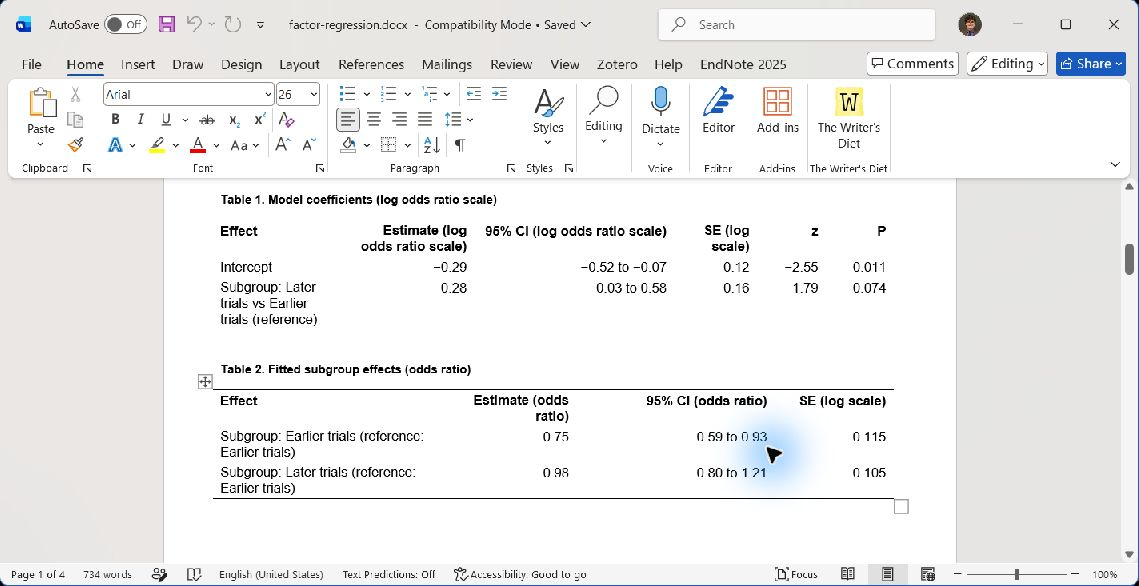 AutoSave Off factor-regression.docx - Compatibility Mode • Saved Search
File Home Insert Draw Design Layout References Mailings Review View Zotero Help EndNote 2025 Comments Editing Share
Arial 26
Paste
B I U ab x₂ x² A
A A Aa A A
Styles Editing Dictate Editor Add-ins The Writer's
Diet
Clipboard Font Paragraph Styles Voice Editor Add-ins The Writer's Diet
Table 1. Model coefficients (log odds ratio scale)
Effect Estimate (log 95% CI (log odds ratio scale) SE (log z P
odds ratio scale) scale)
Intercept −0.29 −0.52 to −0.07 0.12 −2.55 0.011
Subgroup: Later 0.28 0.03 to 0.58 0.16 1.79 0.074
trials vs Earlier
trials (reference)
Table 2. Fitted subgroup effects (odds ratio)
Effect Estimate (odds 95% CI (odds ratio) SE (log scale)
ratio)
Subgroup: Earlier trials (reference: 0.75 0.59 to 0.93 0.115
Earlier trials)
Subgroup: Later trials (reference: 0.98 0.80 to 1.21 0.105
Earlier trials)
Page 1 of 4 734 words English (United States) Text Predictions: Off Accessibility: Good to go Focus 100%